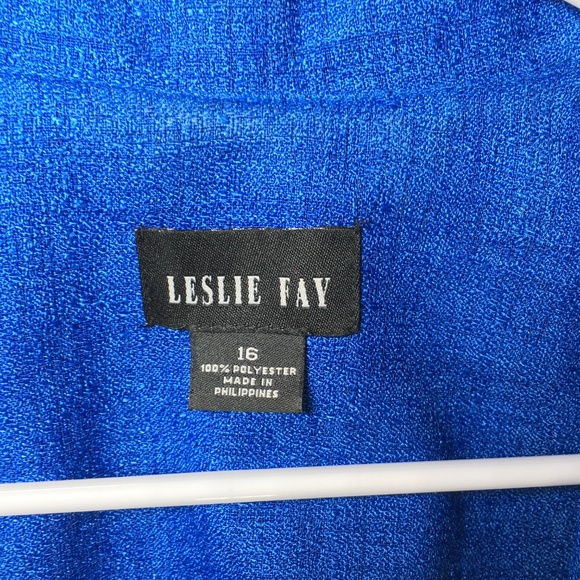 LESLIE FAY
16
100% POLYESTER
MADE IN
PHILIPPINES